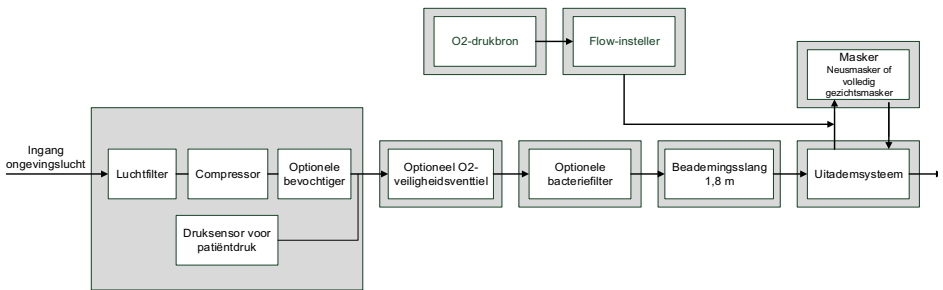 O2-drukbron
Flow-insteller
Masker
Neusmasker of
volledig
gezichtsmasker
Ingang
ongevingslucht
Luchtfilter
Compressor
Optionele
bevochtiger
Optioneel O2-
veiligheidsventtiel
Optionele
bacteriefilter
Beademingsslang
1,8 m
Uitademsysteem
Druksensor voor
patiëntdruk